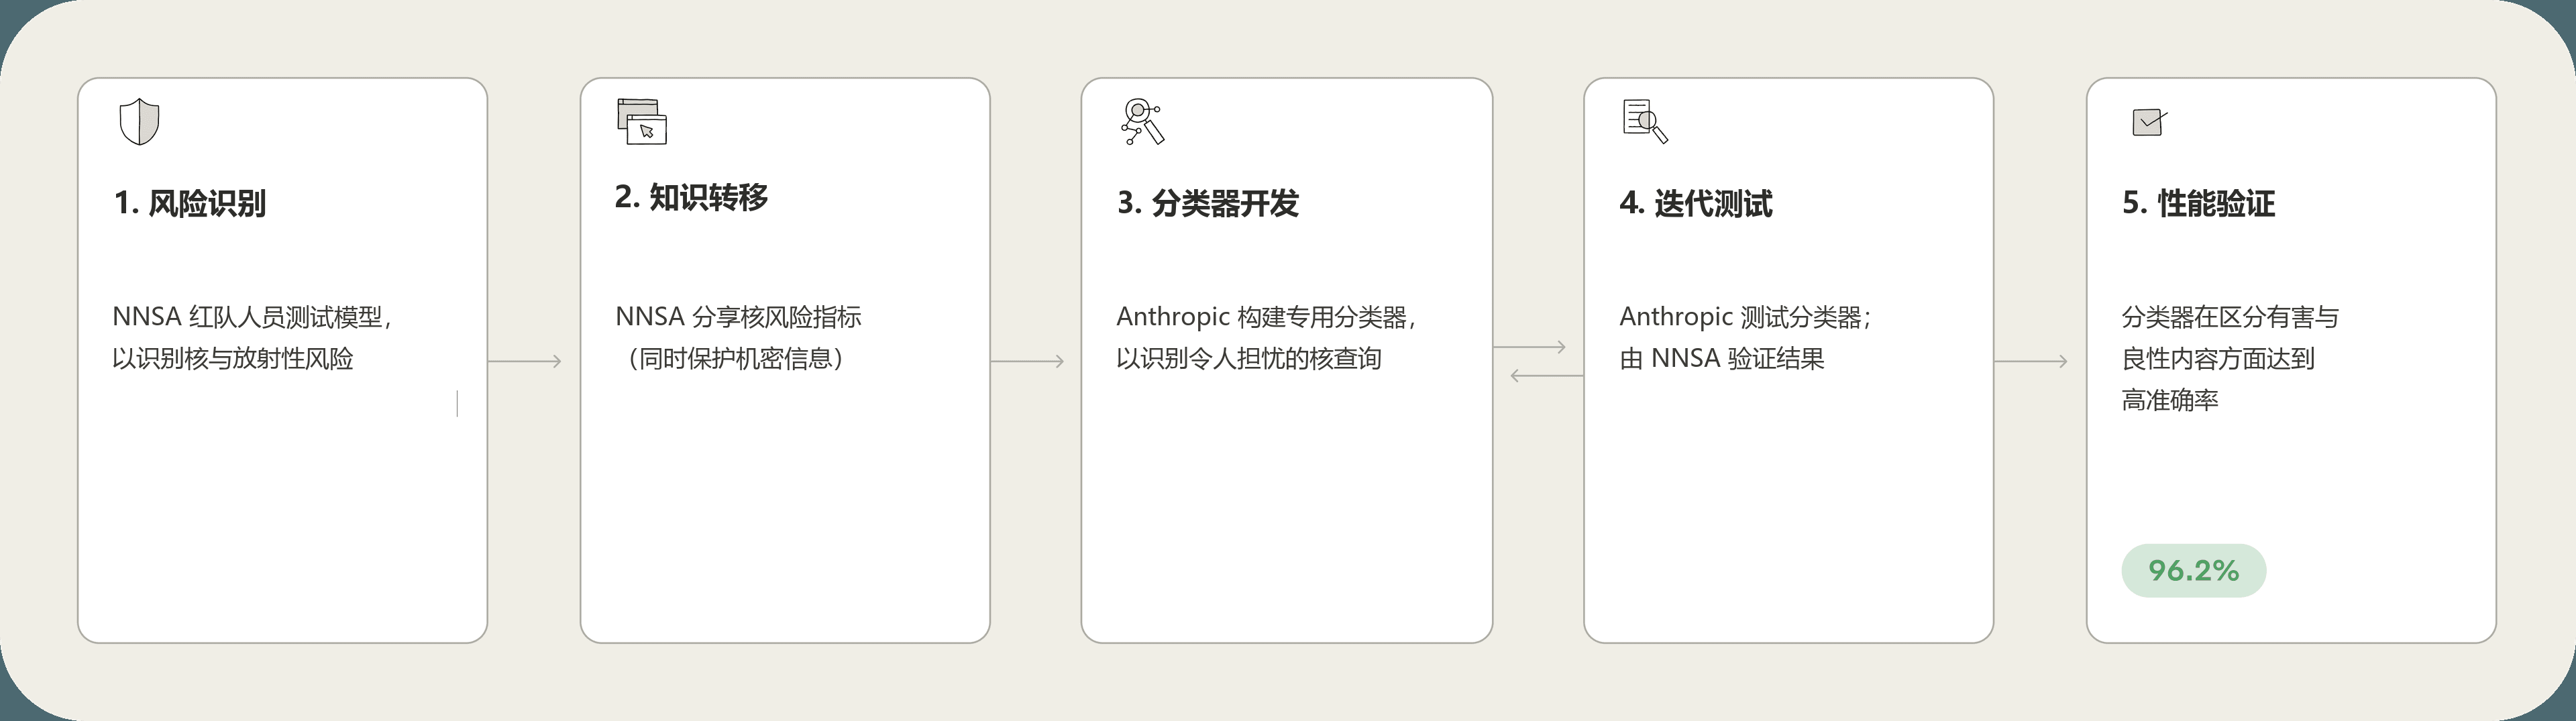 1. 风险识别
NNSA 红队人员测试模型，
以识别核与放射性风险
2. 知识转移
NNSA 分享核风险指标
（同时保护机密信息）
3. 分类器开发
Anthropic 构建专用分类器，
以识别令人担忧的核查询
4. 迭代测试
Anthropic 测试分类器；
由 NNSA 验证结果
5. 性能验证
分类器在区分有害与
良性内容方面达到
高准确率
96.2%